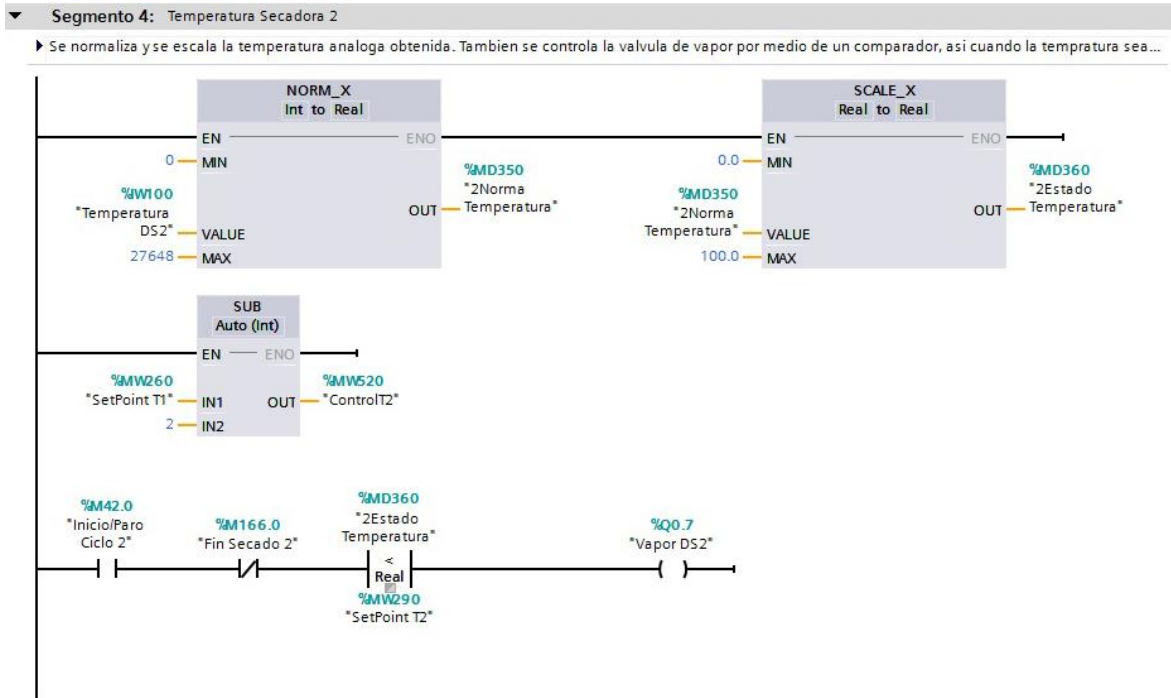 Segmento 4: Temperatura Secadora 2
Se normaliza y se escala la temperatura analoga obtenida. Tambien se controla la valvula de vapor por medio de un comparador, asi cuando la tempratura sea...
NORM_X
Int to Real
EN
ENO
0
MIN
%IW100
"Temperatura
DS2"
VALUE
27648
MAX
OUT
%MD350
"2Norma
Temperatura"
SCALE_X
Real to Real
EN
ENO
0.0
MIN
%MD350
"2Norma
Temperatura"
VALUE
100.0
MAX
OUT
%MD360
"2Estado
Temperatura"
SUB
Auto (Int)
EN
ENO
%MW260
"SetPoint T1"
IN1
2
IN2
OUT
%MW520
"ControlT2"
%M42.0
"Inicio/Paro
Ciclo 2"
%M166.0
"Fin Secado 2"
%MD360
"2Estado
Temperatura"
<
Real
%MW290
"SetPoint T2"
%Q0.7
"Vapor DS2"